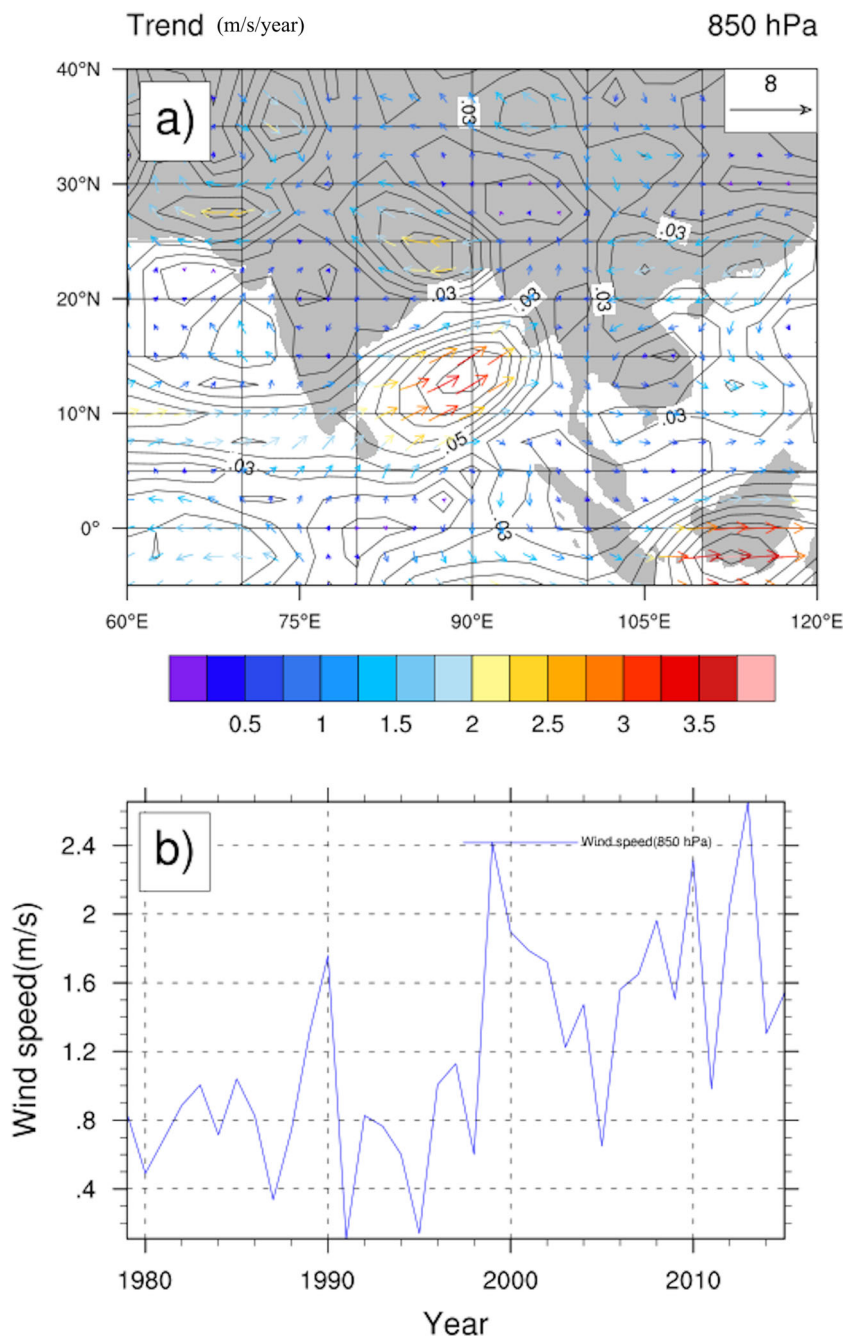 Trend (m/s/year) 850 hPa
40°N
a)
8
.03
30°N
.03
20°N
.03
.03
.03
10°N
.03
.05
.03
0°
.03
60°E 75°E 90°E 105°E 120°E
0.5 1 1.5 2 2.5 3 3.5
b)
2.4
Wind speed(850 hPa)
2
1.6
1.2
.8
.4
Wind speed(m/s)
1980 1990 2000 2010
Year